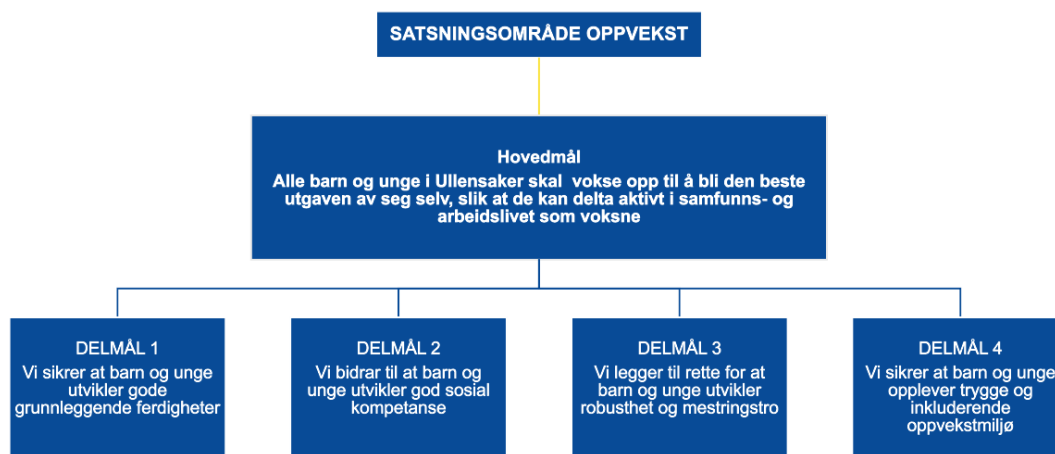 SATSNINGSOMRÅDE OPPVEKST
Hovedmål
Alle barn og unge i Ullensaker skal vokse opp til å bli den beste
utgaven av seg selv, slik at de kan delta aktivt i samfunns- og
arbeidslivet som voksne
DELMÅL 1
Vi sikrer at barn og unge
utvikler gode
grunnleggende ferdigheter
DELMÅL 2
Vi bidrar til at barn og
unge utvikler god sosial
kompetanse
DELMÅL 3
Vi legger til rette for at
barn og unge utvikler
robusthet og mestringstro
DELMÅL 4
Vi sikrer at barn og unge
opplever trygge og
inkluderende
oppvekstmiljø